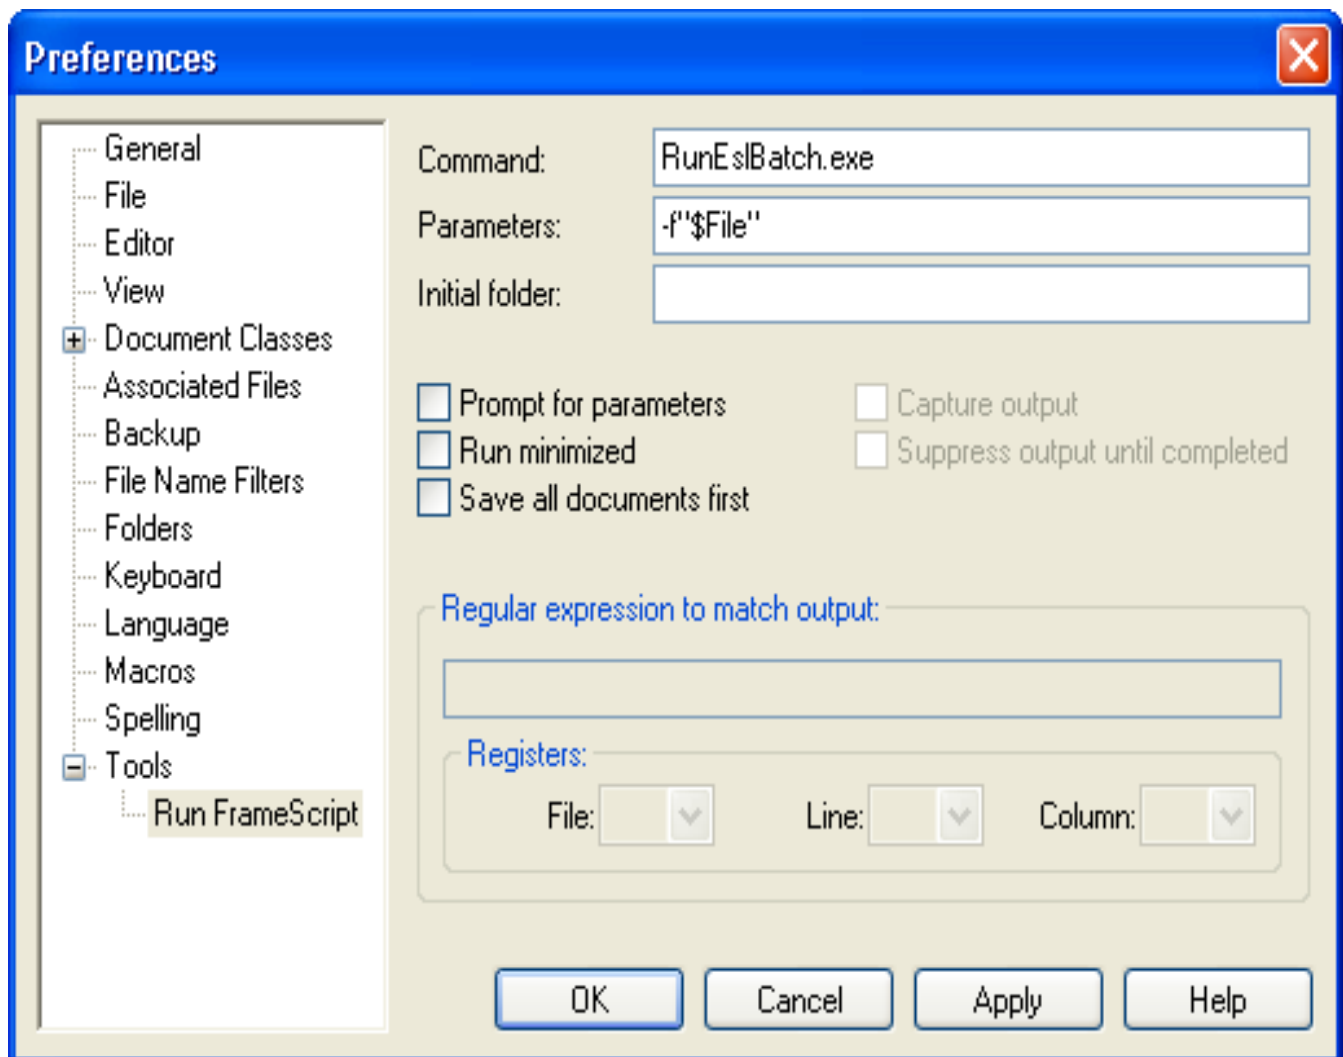 Preferences
General
File
Editor
View
Document Classes
Associated Files
Backup
File Name Filters
Folders
Keyboard
Language
Macros
Spelling
Tools
Run FrameScript
Command: RunEslBatch.exe
Parameters: -f"$File"
Initial folder:
Prompt for parameters
Capture output
Run minimized
Suppress output until completed
Save all documents first
Regular expression to match output:
Registers:
File: Line: Column:
OK Cancel Apply Help